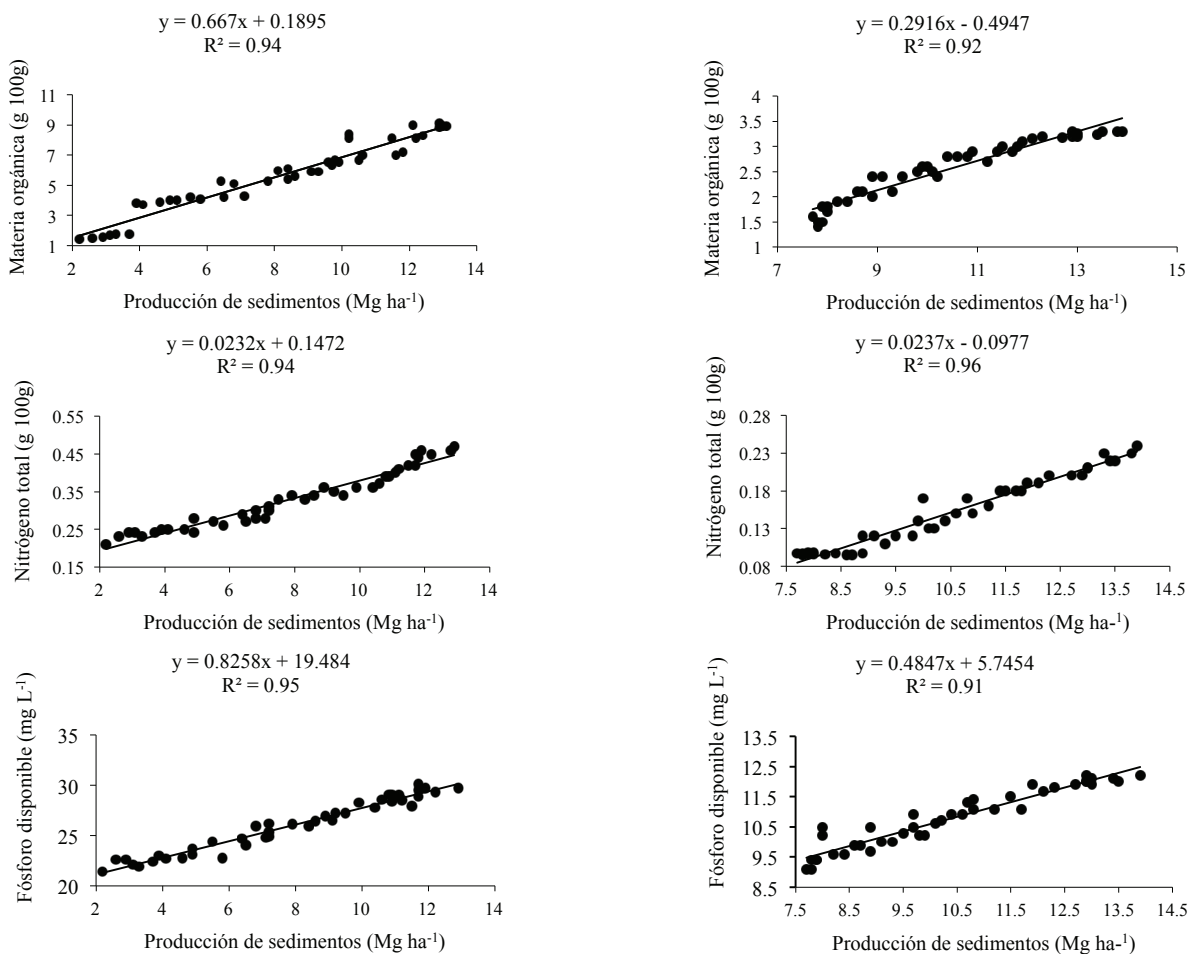 y = 0.667x + 0.1895
R² = 0.94
Materia orgánica (g 100g)
11
9
7
5
3
1
2 4 6 8 10 12 14
Producción de sedimentos (Mg ha⁻¹)
y = 0.2916x - 0.4947
R² = 0.92
Materia orgánica (g 100g)
4
3.5
3
2.5
2
1.5
1
7 9 11 13 15
Producción de sedimentos (Mg ha⁻¹)
y = 0.0232x + 0.1472
R² = 0.94
Nitrógeno total (g 100g)
0.55
0.45
0.35
0.25
0.15
2 4 6 8 10 12 14
Producción de sedimentos (Mg ha⁻¹)
y = 0.0237x - 0.0977
R² = 0.96
Nitrógeno total (g 100g)
0.28
0.23
0.18
0.13
0.08
7.5 8.5 9.5 10.5 11.5 12.5 13.5 14.5
Producción de sedimentos (Mg ha-¹)
y = 0.8258x + 19.484
R² = 0.95
Fósforo disponible (mg L⁻¹)
35
30
25
20
2 4 6 8 10 12 14
Producción de sedimentos (Mg ha⁻¹)
y = 0.4847x + 5.7454
R² = 0.91
Fósforo disponible (mg L⁻¹)
13.5
12.5
11.5
10.5
9.5
8.5
7.5 8.5 9.5 10.5 11.5 12.5 13.5 14.5
Producción de sedimentos (Mg ha-¹)